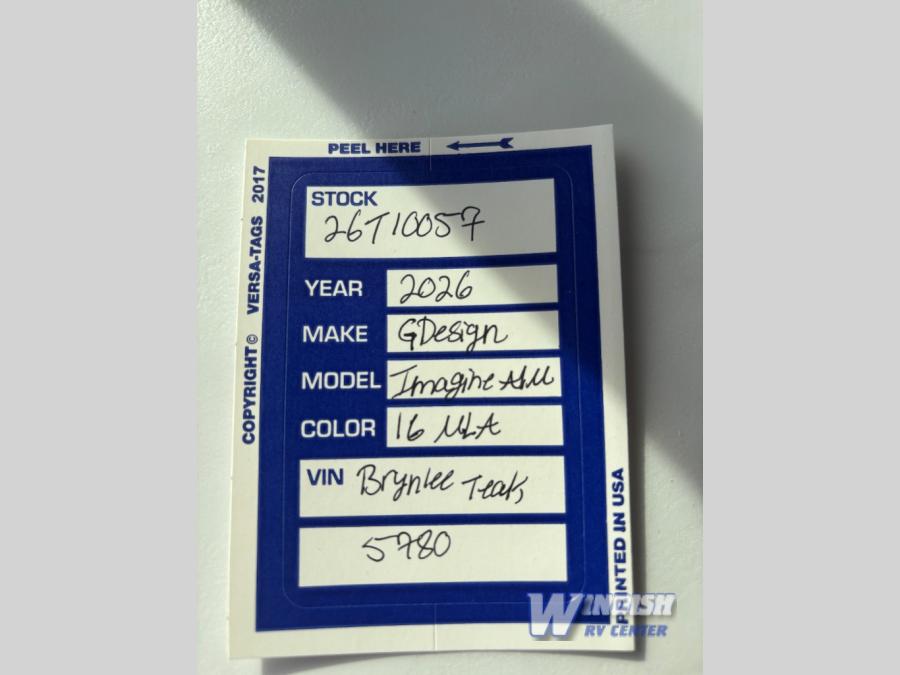 PEEL HERE
COPYRIGHT© VERSA-TAGS 2017
STOCK
26T10057
YEAR 2026
MAKE GDesign
MODEL Imagine AIM
COLOR 16 MLA
VIN Brynlee Teak,
5780
PRINTED IN USA
WINDISH
RV CENTER